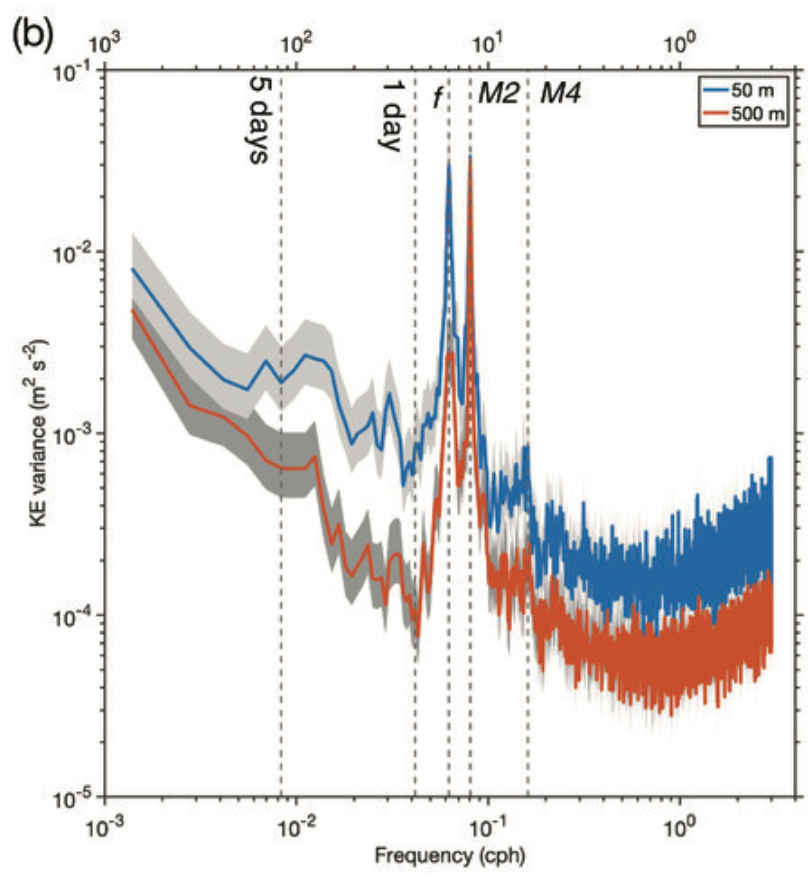 (b)
10³ 10² 10¹ 10⁰
10⁻¹
5 days
1 day
f
M2
M4
50 m
500 m
10⁻²
10⁻³
10⁻⁴
10⁻⁵
KE variance (m² s⁻²)
10⁻³ 10⁻² 10⁻¹ 10⁰
Frequency (cph)